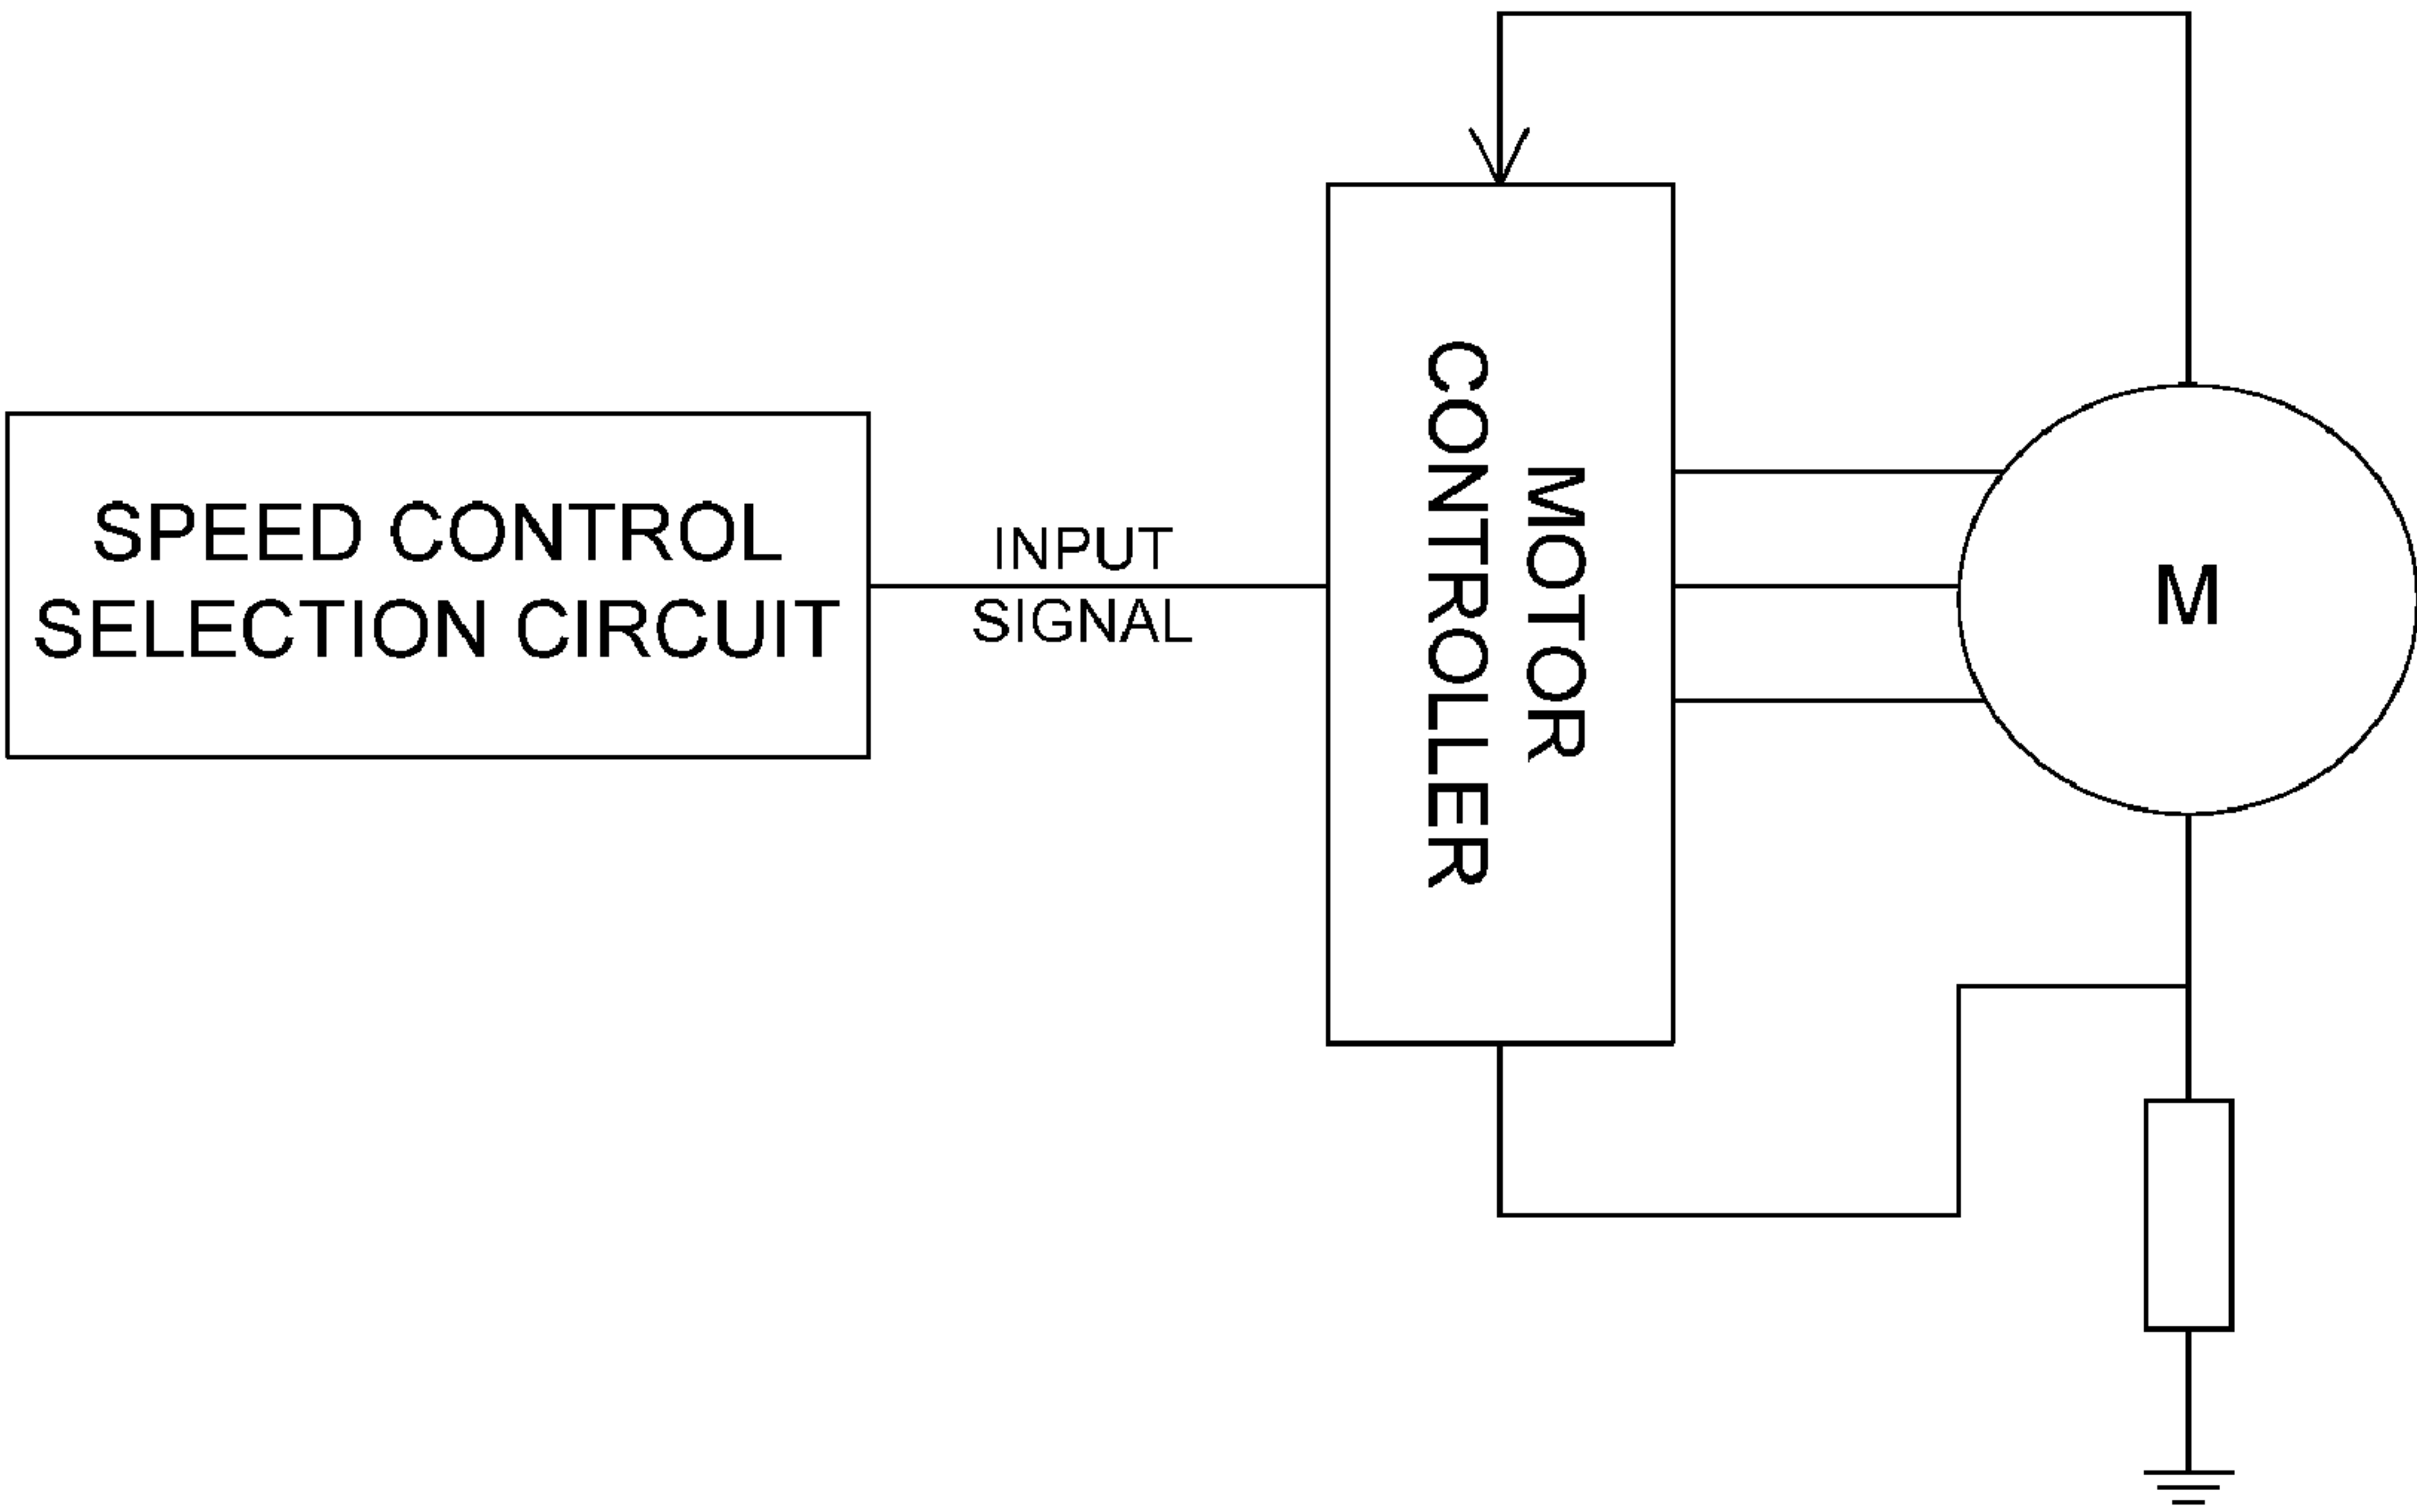 SPEED CONTROL
SELECTION CIRCUIT
INPUT
SIGNAL
MOTOR
CONTROLLER
M